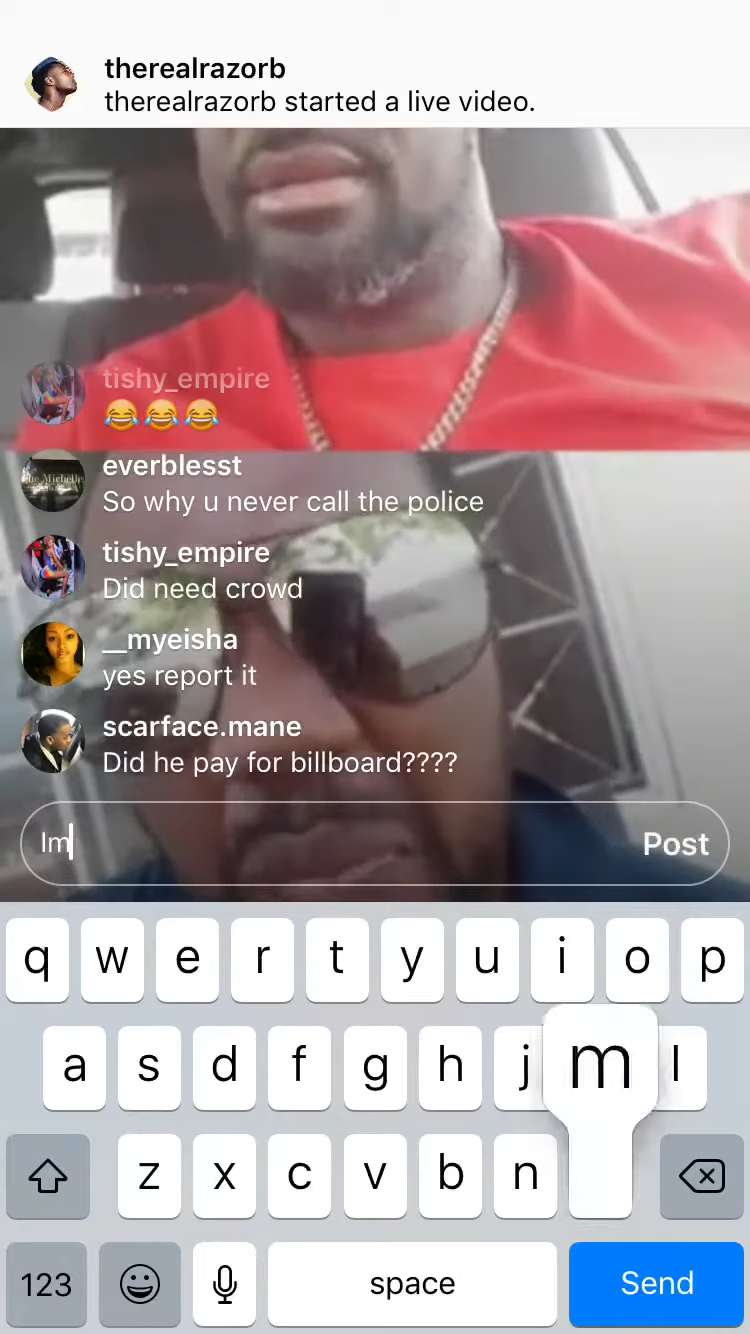 therealrazorb
therealrazorb started a live video.
tishy_empire
😂😂😂
everblesst
So why u never call the police
tishy_empire
Did need crowd
__myeisha
yes report it
scarface.mane
Did he pay for billboard????
Im
Post
q w e r t y u i o p
a s d f g h j m l
z x c v b n
123 space Send